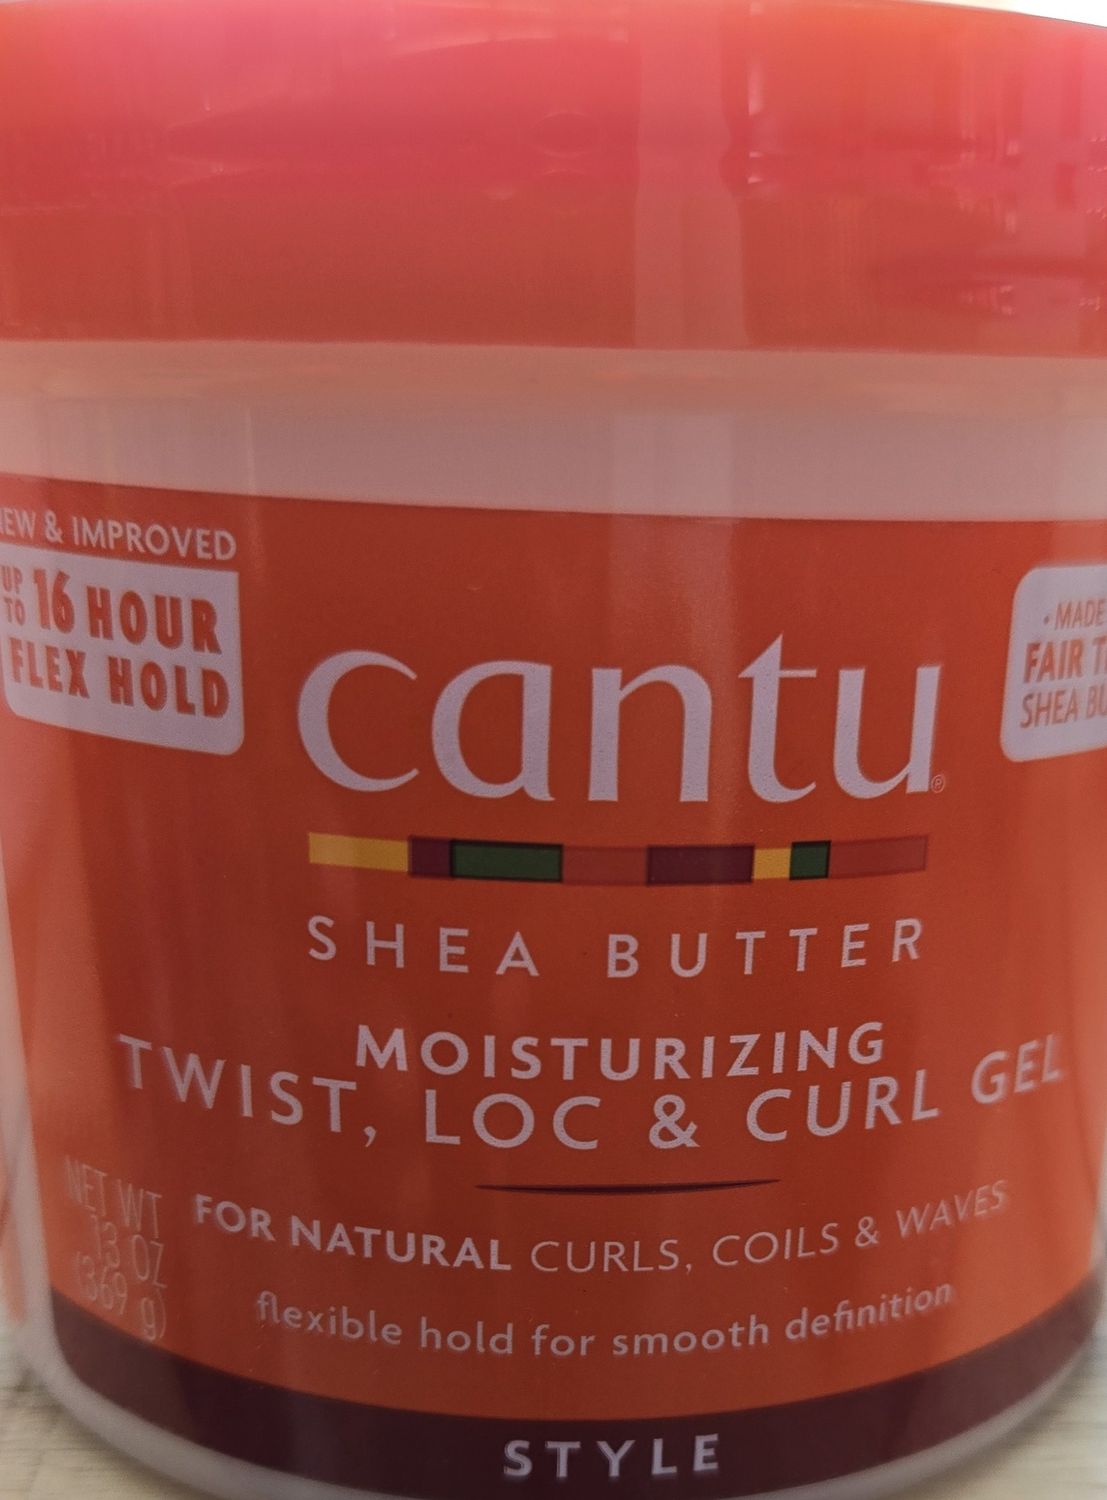 NEW & IMPROVED
UP TO 16 HOUR
FLEX HOLD
• MADE
FAIR
SHEA
cantu®
SHEA BUTTER
MOISTURIZING
TWIST, LOC & CURL GEL
NET WT
13 OZ
(369 g)
FOR NATURAL CURLS, COILS & WAVES
flexible hold for smooth definition
STYLE